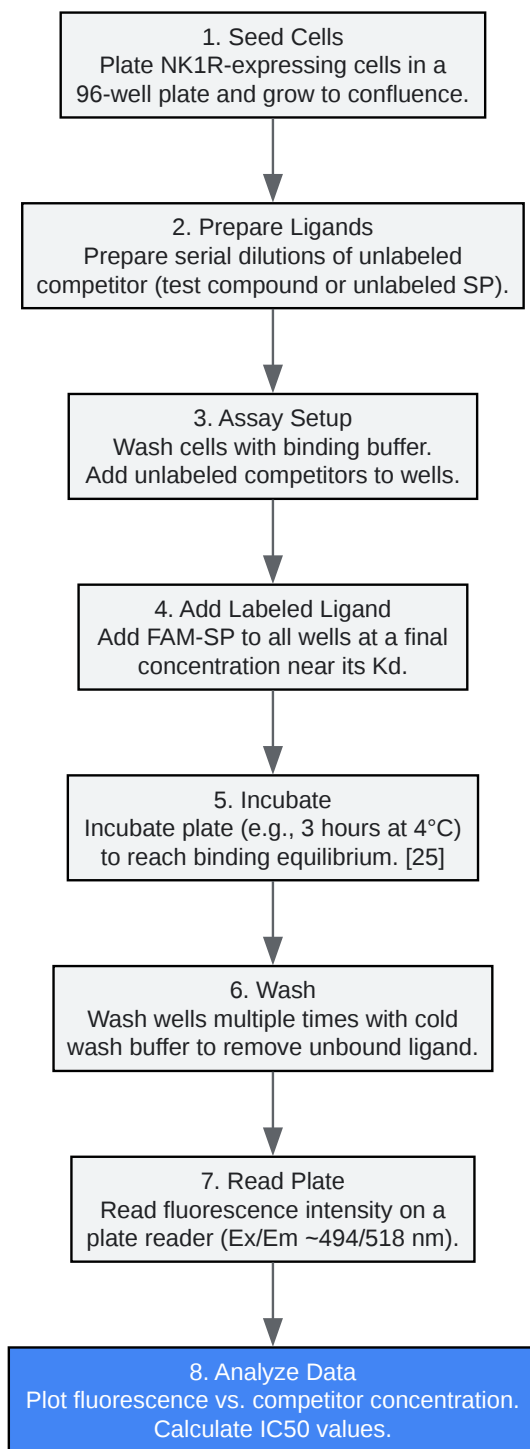 1. Seed Cells
Plate NK1R-expressing cells in a
96-well plate and grow to confluence.
2. Prepare Ligands
Prepare serial dilutions of unlabeled
competitor (test compound or unlabeled SP).
3. Assay Setup
Wash cells with binding buffer.
Add unlabeled competitors to wells.
4. Add Labeled Ligand
Add FAM-SP to all wells at a final
concentration near its Kd.
5. Incubate
Incubate plate (e.g., 3 hours at 4°C)
to reach binding equilibrium. [25]
6. Wash
Wash wells multiple times with cold
wash buffer to remove unbound ligand.
7. Read Plate
Read fluorescence intensity on a
plate reader (Ex/Em ~494/518 nm).
8. Analyze Data
Plot fluorescence vs. competitor concentration.
Calculate IC50 values.